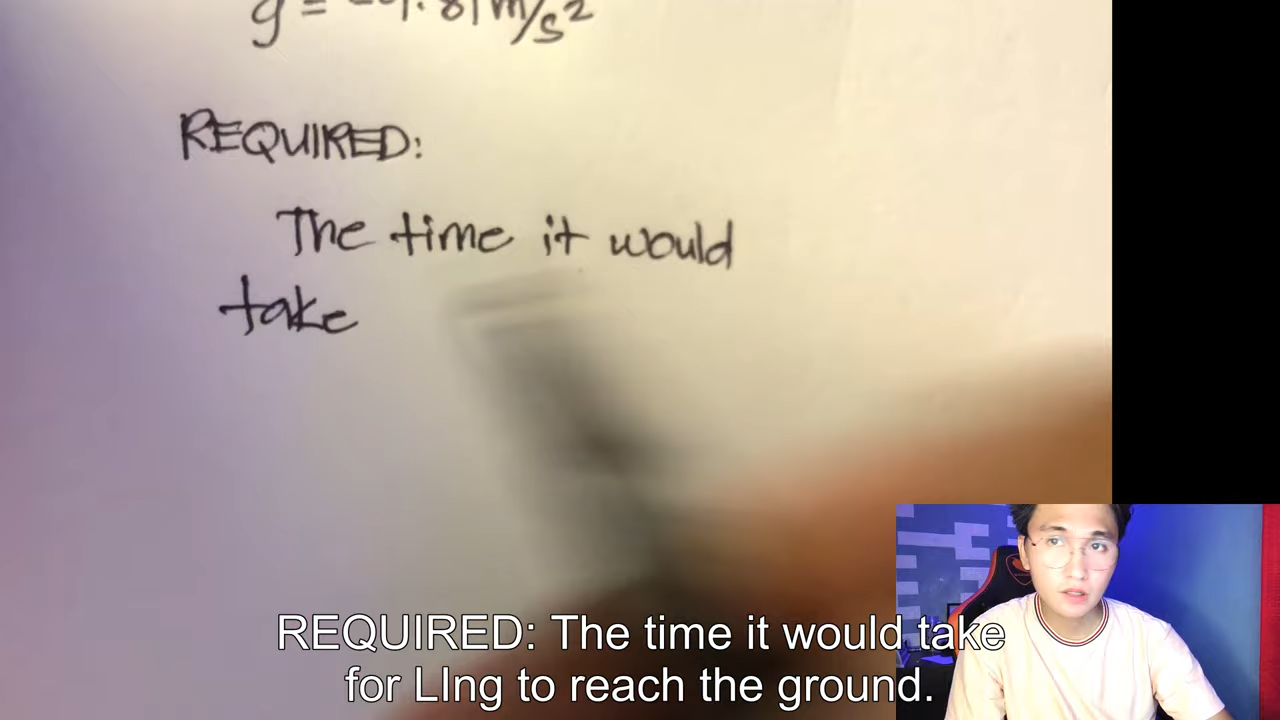 REQUIRED:
The time it would
take
REQUIRED: The time it would take
for LIng to reach the ground.